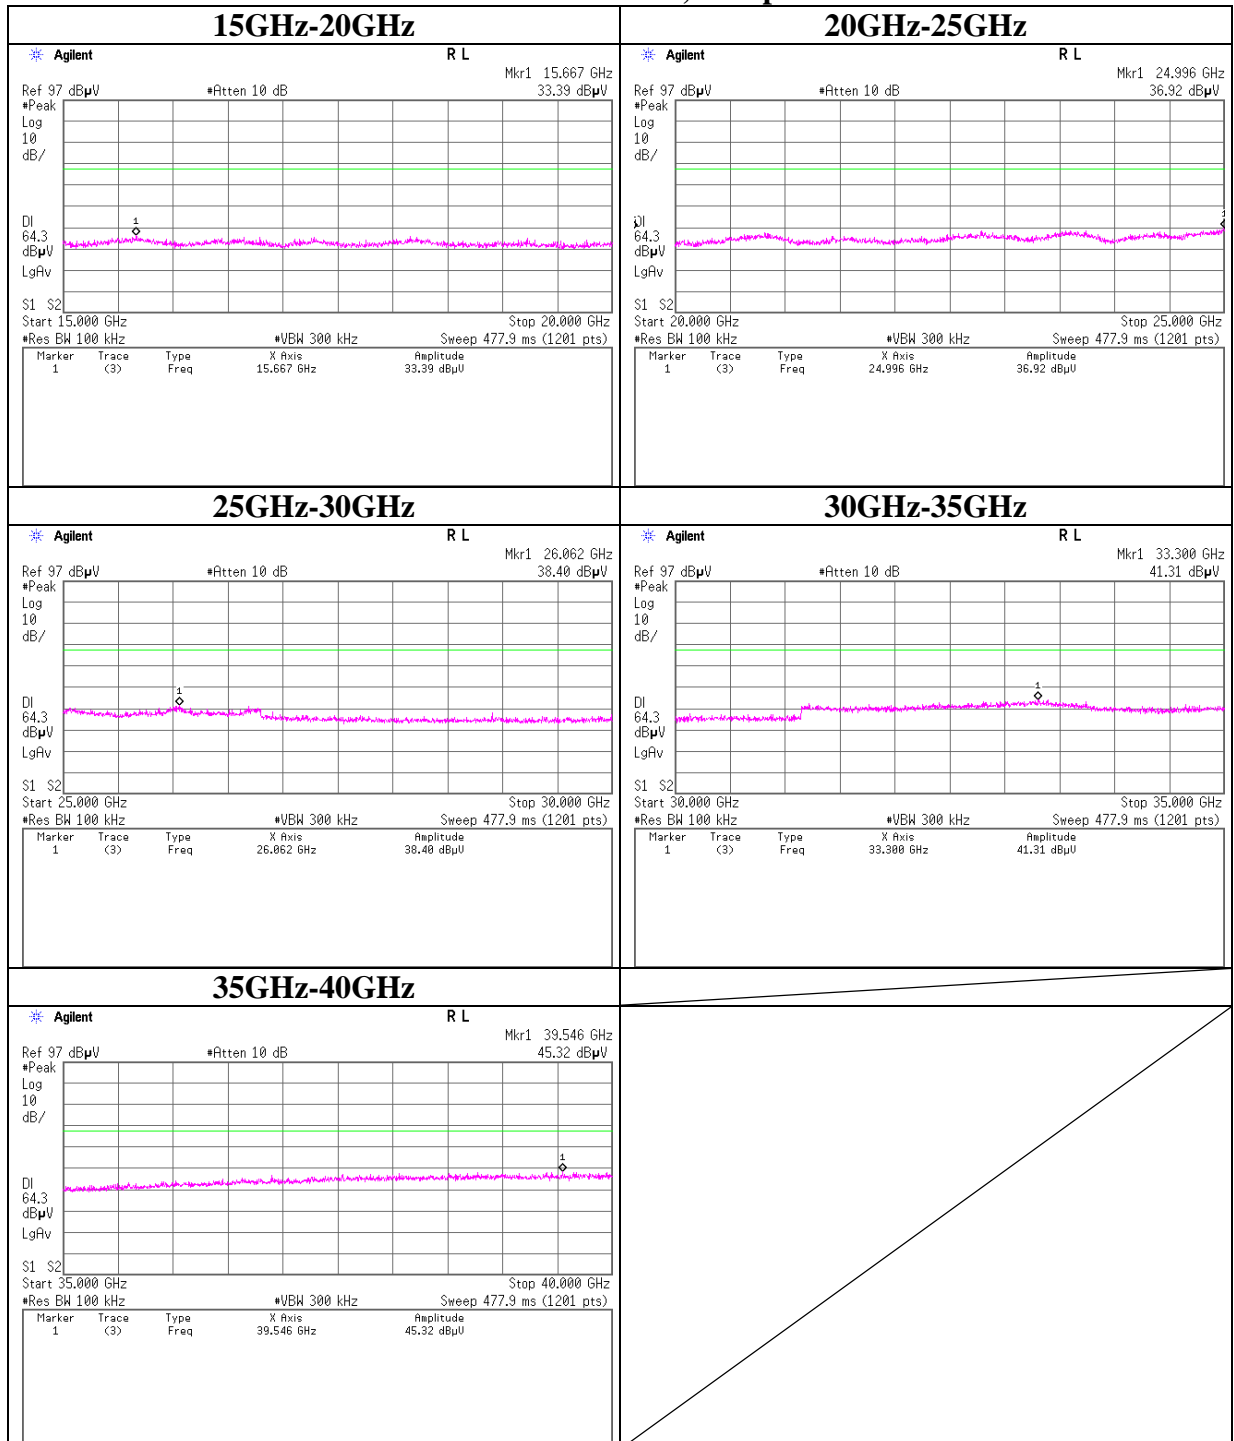 15GHz-20GHz
Agilent R L
Mkr1 15.667 GHz
Ref 97 dBµV #Atten 10 dB 33.39 dBµV
#Peak
Log
10
dB/
1
DI
64.3
dBµV
LgAv
S1 S2
Start 15.000 GHz Stop 20.000 GHz
#Res BW 100 kHz #VBW 300 kHz Sweep 477.9 ms (1201 pts)
Marker Trace Type X Axis Amplitude
1 (3) Freq 15.667 GHz 33.39 dBµV
20GHz-25GHz
Agilent R L
Mkr1 24.996 GHz
Ref 97 dBµV #Atten 10 dB 36.92 dBµV
#Peak
Log
10
dB/
1
DI
64.3
dBµV
LgAv
S1 S2
Start 20.000 GHz Stop 25.000 GHz
#Res BW 100 kHz #VBW 300 kHz Sweep 477.9 ms (1201 pts)
Marker Trace Type X Axis Amplitude
1 (3) Freq 24.996 GHz 36.92 dBµV
25GHz-30GHz
Agilent R L
Mkr1 26.062 GHz
Ref 97 dBµV #Atten 10 dB 38.40 dBµV
#Peak
Log
10
dB/
1
DI
64.3
dBµV
LgAv
S1 S2
Start 25.000 GHz Stop 30.000 GHz
#Res BW 100 kHz #VBW 300 kHz Sweep 477.9 ms (1201 pts)
Marker Trace Type X Axis Amplitude
1 (3) Freq 26.062 GHz 38.40 dBµV
30GHz-35GHz
Agilent R L
Mkr1 33.300 GHz
Ref 97 dBµV #Atten 10 dB 41.31 dBµV
#Peak
Log
10
dB/
1
DI
64.3
dBµV
LgAv
S1 S2
Start 30.000 GHz Stop 35.000 GHz
#Res BW 100 kHz #VBW 300 kHz Sweep 477.9 ms (1201 pts)
Marker Trace Type X Axis Amplitude
1 (3) Freq 33.300 GHz 41.31 dBµV
35GHz-40GHz
Agilent R L
Mkr1 39.546 GHz
Ref 97 dBµV #Atten 10 dB 45.32 dBµV
#Peak
Log
10
dB/
1
DI
64.3
dBµV
LgAv
S1 S2
Start 35.000 GHz Stop 40.000 GHz
#Res BW 100 kHz #VBW 300 kHz Sweep 477.9 ms (1201 pts)
Marker Trace Type X Axis Amplitude
1 (3) Freq 39.546 GHz 45.32 dBµV